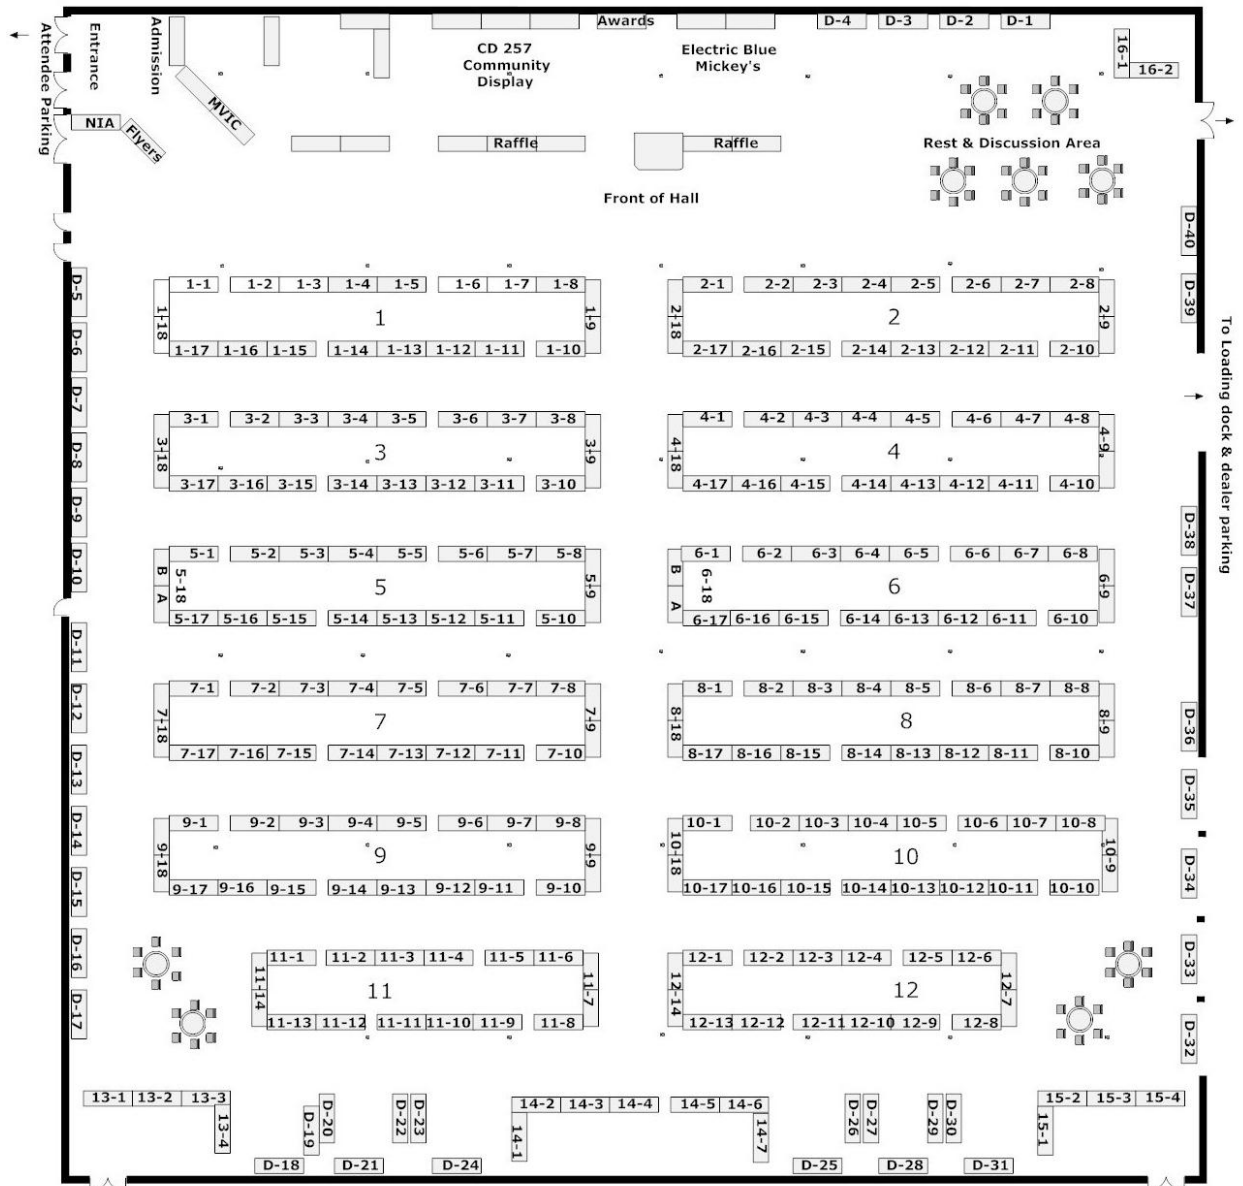 Attendee Parking
Entrance
Admission
MVIC
NIA
Flyers
CD 257
Community
Display
Awards
Electric Blue
Mickey's
D-4
D-3
D-2
D-1
16-1
16-2
Raffle
Raffle
Rest & Discussion Area
Front of Hall
D-40
D-39
To Loading dock & dealer parking
D-38
D-37
D-36
D-35
D-34
D-33
D-32
D-5
D-6
D-7
D-8
D-9
D-10
D-11
D-12
D-13
D-14
D-15
D-16
D-17
1-1 1-2 1-3 1-4 1-5 1-6 1-7 1-8
1-18
1
1-9
1-17 1-16 1-15 1-14 1-13 1-12 1-11 1-10
2-1 2-2 2-3 2-4 2-5 2-6 2-7 2-8
2-18
2
2-9
2-17 2-16 2-15 2-14 2-13 2-12 2-11 2-10
3-1 3-2 3-3 3-4 3-5 3-6 3-7 3-8
3-18
3
3-9
3-17 3-16 3-15 3-14 3-13 3-12 3-11 3-10
4-1 4-2 4-3 4-4 4-5 4-6 4-7 4-8
4-18
4
4-9
4-17 4-16 4-15 4-14 4-13 4-12 4-11 4-10
5-1 5-2 5-3 5-4 5-5 5-6 5-7 5-8
B
A
5-18
5
5-9
5-17 5-16 5-15 5-14 5-13 5-12 5-11 5-10
6-1 6-2 6-3 6-4 6-5 6-6 6-7 6-8
B
A
6-18
6
6-9
6-17 6-16 6-15 6-14 6-13 6-12 6-11 6-10
7-1 7-2 7-3 7-4 7-5 7-6 7-7 7-8
7-18
7
7-9
7-17 7-16 7-15 7-14 7-13 7-12 7-11 7-10
8-1 8-2 8-3 8-4 8-5 8-6 8-7 8-8
8-18
8
8-9
8-17 8-16 8-15 8-14 8-13 8-12 8-11 8-10
9-1 9-2 9-3 9-4 9-5 9-6 9-7 9-8
9-18
9
9-9
9-17 9-16 9-15 9-14 9-13 9-12 9-11 9-10
10-1 10-2 10-3 10-4 10-5 10-6 10-7 10-8
10-18
10
10-9
10-17 10-16 10-15 10-14 10-13 10-12 10-11 10-10
11-1 11-2 11-3 11-4 11-5 11-6
11-14
11
11-7
11-13 11-12 11-11 11-10 11-9 11-8
12-1 12-2 12-3 12-4 12-5 12-6
12-14
12
12-7
12-13 12-12 12-11 12-10 12-9 12-8
13-1 13-2 13-3
13-4
D-20
D-19
D-22
D-23
D-18
D-21
D-24
14-2 14-3 14-4 14-5 14-6
14-1
14-7
D-26
D-27
D-29
D-30
D-25
D-28
D-31
15-2 15-3 15-4
15-1